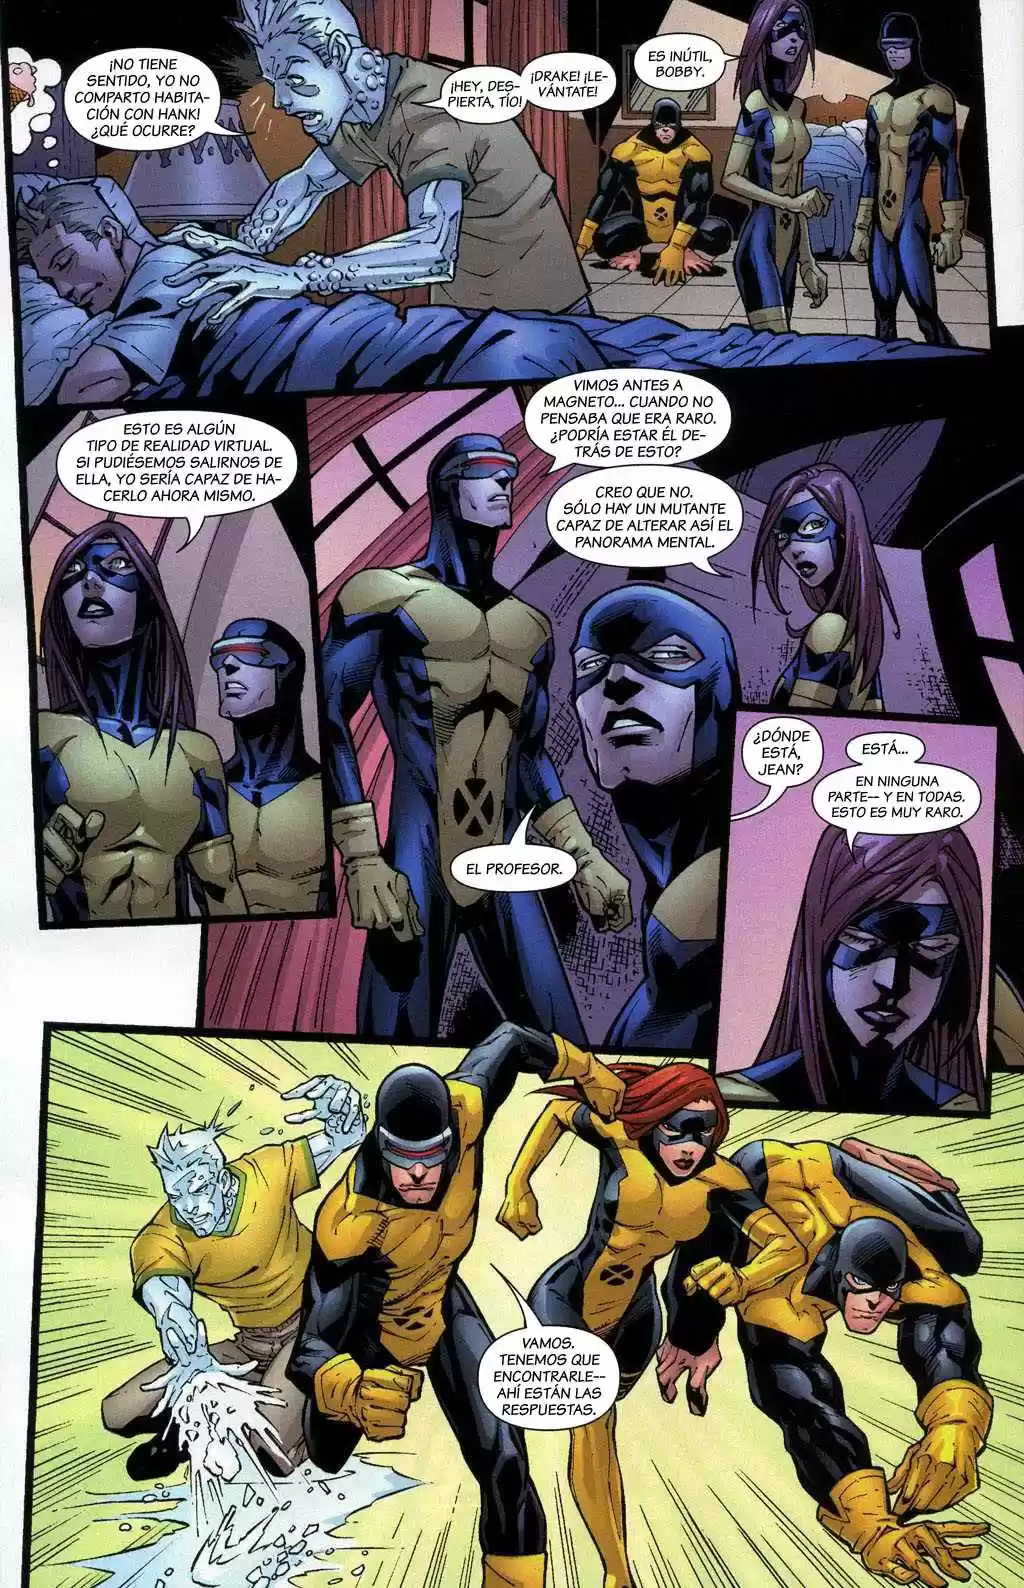 ¡NO TIENE
SENTIDO, YO NO
COMPARTO HABITA-
CIÓN CON HANK!
¿QUÉ OCURRE?
¡HEY, DES-
PIERTA, TÍO!
¡DRAKE! ¡LE-
VÁNTATE!
ES INÚTIL,
BOBBY.
ESTO ES ALGÚN
TIPO DE REALIDAD VIRTUAL.
SI PUDIÉSEMOS SALIRNOS DE
ELLA, YO SERÍA CAPAZ DE HA-
CERLO AHORA MISMO.
VIMOS ANTES A
MAGNETO... CUANDO NO
PENSABA QUE ERA RARO.
¿PODRÍA ESTAR ÉL DE-
TRÁS DE ESTO?
CREO QUE NO.
SÓLO HAY UN MUTANTE
CAPAZ DE ALTERAR ASÍ EL
PANORAMA MENTAL.
EL PROFESOR.
¿DÓNDE
ESTÁ,
JEAN?
ESTÁ...
EN NINGUNA
PARTE-- Y EN TODAS.
ESTO ES MUY RARO.
VAMOS.
TENEMOS QUE
ENCONTRARLE--
AHÍ ESTÁN LAS
RESPUESTAS.